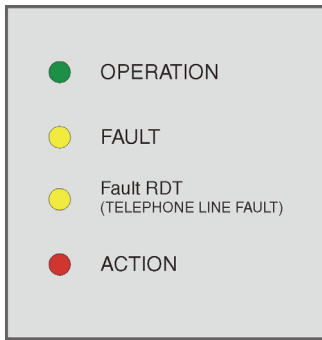 OPERATION
FAULT
Fault RDT
(TELEPHONE LINE FAULT)
ACTION